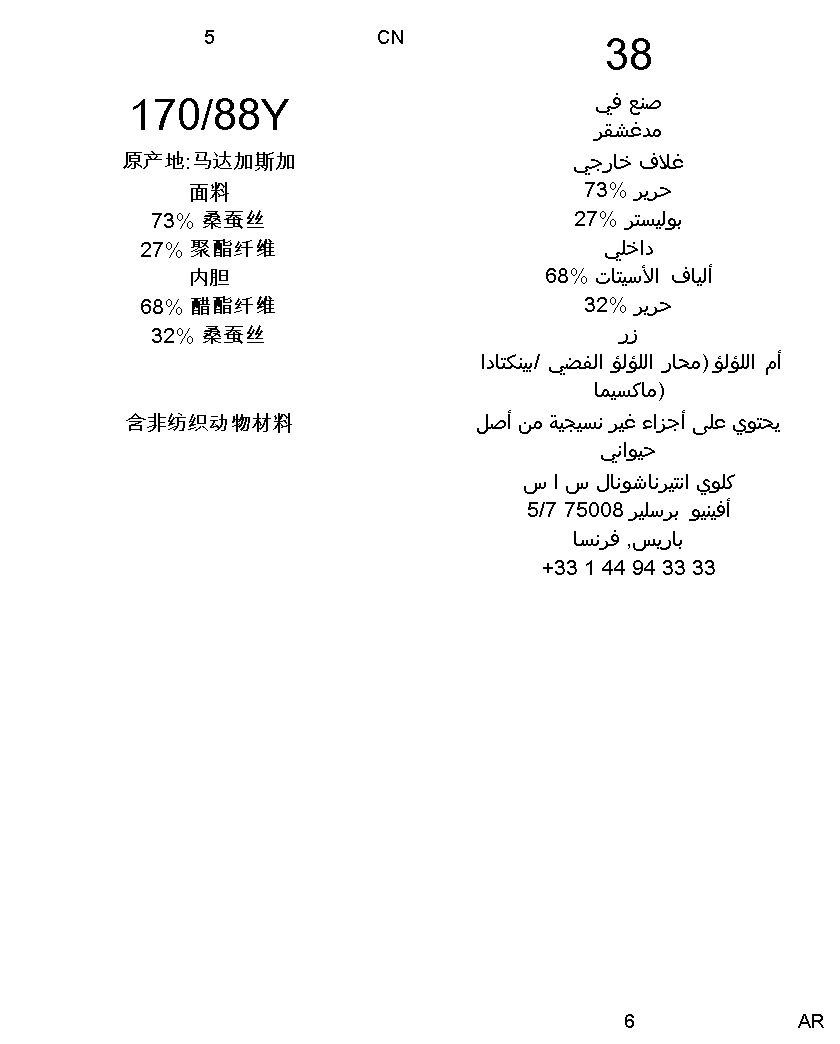 5
CN
170/88Y
原产地:马达加斯加
面料
73% 桑蚕丝
27% 聚酯纤维
内胆
68% 醋酯纤维
32% 桑蚕丝
含非纺织动物材料
38
صنع في
مدغشقر
غلاف خارجي
حرير %73
بوليستر %27
داخلي
ألياف الأسيتات %68
حرير %32
زر
أم اللؤلؤ (محار اللؤلؤ الفضي /بينكتادا
ماكسيما)
يحتوي على أجزاء غير نسيجية من أصل
حيواني
كلوي انتيرناشونال س ا س
أفينيو برسلير 75008 5/7
باريس, فرنسا
+33 1 44 94 33 33
6
AR